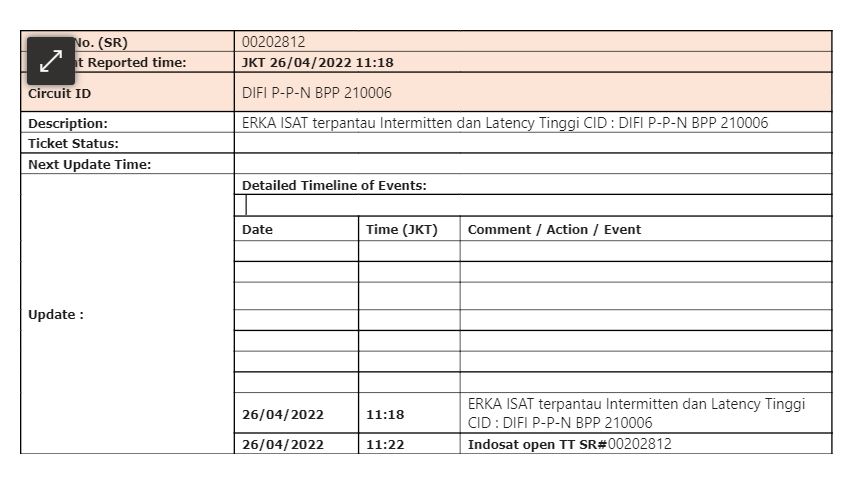 No. (SR) 00202812
t Reported time: JKT 26/04/2022 11:18
Circuit ID DIFI P-P-N BPP 210006
Description: ERKA ISAT terpantau Intermitten dan Latency Tinggi CID : DIFI P-P-N BPP 210006
Ticket Status:
Next Update Time:
Detailed Timeline of Events:
Date Time (JKT) Comment / Action / Event
Update :
26/04/2022 11:18 ERKA ISAT terpantau Intermitten dan Latency Tinggi
CID : DIFI P-P-N BPP 210006
26/04/2022 11:22 Indosat open TT SR#00202812